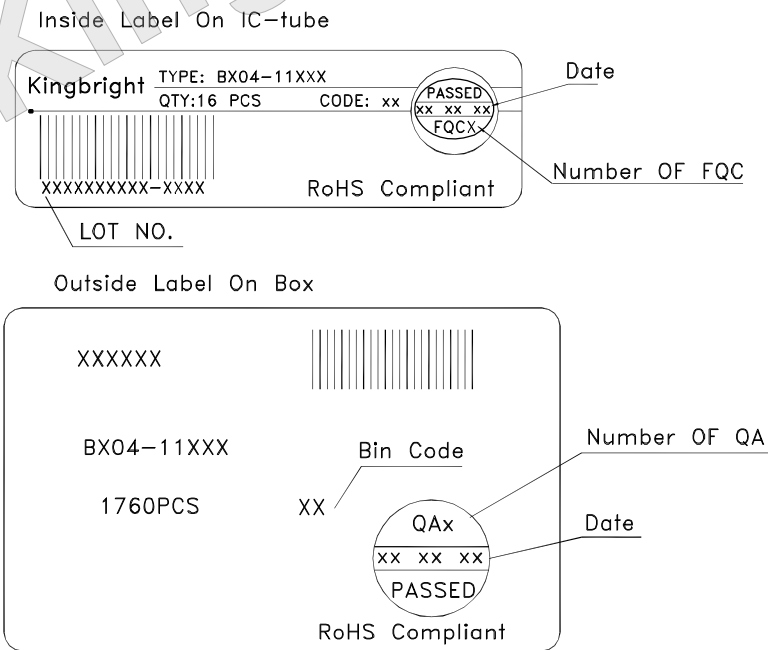 Inside Label On IC-tube
Kingbright
TYPE: BX04-11XXX
QTY:16 PCS CODE: xx
PASSED
xx xx xx
FQCX
Date
Number OF FQC
XXXXXXXXXX-XXXX
RoHS Compliant
LOT NO.
Outside Label On Box
XXXXXX
BX04-11XXX
Bin Code
Number OF QA
1760PCS
XX
QAx
xx xx xx
Date
PASSED
RoHS Compliant